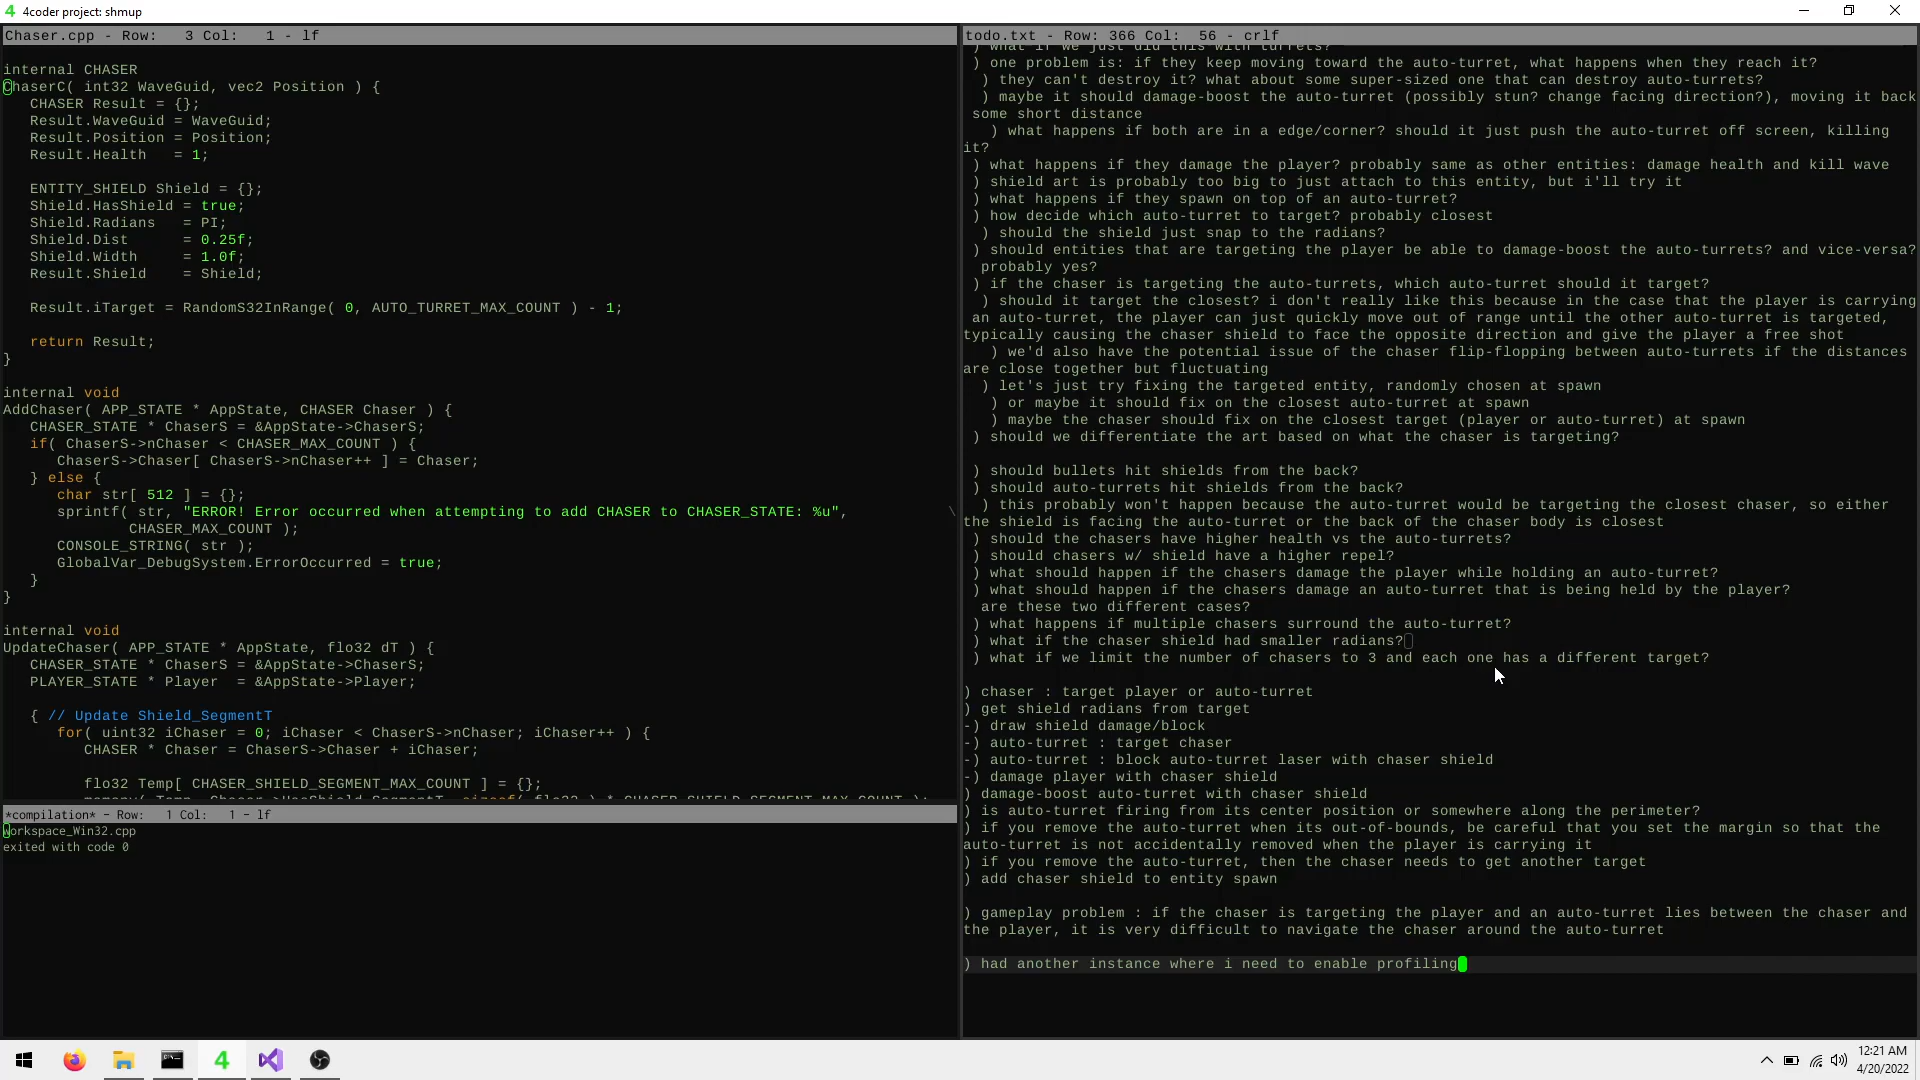 4coder project: shmup
Chaser.cpp - Row:   3 Col:   1 - lf
internal CHASER
ChaserC( int32 WaveGuid, vec2 Position ) {
   CHASER Result = {};
   Result.WaveGuid = WaveGuid;
   Result.Position = Position;
   Result.Health   = 1;
   ENTITY_SHIELD Shield = {};
   Shield.HasShield = true;
   Shield.Radians   = PI;
   Shield.Dist      = 0.25f;
   Shield.Width     = 1.0f;
   Result.Shield    = Shield;
   Result.iTarget = RandomS32InRange( 0, AUTO_TURRET_MAX_COUNT ) - 1;
   return Result;
}
internal void
AddChaser( APP_STATE * AppState, CHASER Chaser ) {
   CHASER_STATE * ChaserS = &AppState->ChaserS;
   if( ChaserS->nChaser < CHASER_MAX_COUNT ) {
      ChaserS->Chaser[ ChaserS->nChaser++ ] = Chaser;
   } else {
      char str[ 512 ] = {};
      sprintf( str, "ERROR! Error occurred when attempting to add CHASER to CHASER_STATE: %u", \
              CHASER_MAX_COUNT );
      CONSOLE_STRING( str );
      GlobalVar_DebugSystem.ErrorOccurred = true;
   }
}
internal void
UpdateChaser( APP_STATE * AppState, flo32 dT ) {
   CHASER_STATE * ChaserS = &AppState->ChaserS;
   PLAYER_STATE * Player  = &AppState->Player;
   { // Update Shield_SegmentT
      for( uint32 iChaser = 0; iChaser < ChaserS->nChaser; iChaser++ ) {
         CHASER * Chaser = ChaserS->Chaser + iChaser;
         flo32 Temp[ CHASER_SHIELD_SEGMENT_MAX_COUNT ] = {};
*compilation* - Row:   1 Col:   1 - lf
workspace_Win32.cpp
exited with code 0
todo.txt - Row: 366 Col:  56 - crlf
) what if we just did this with turrets?
) one problem is: if they keep moving toward the auto-turret, what happens when they reach it?
) they can't destroy it? what about some super-sized one that can destroy auto-turrets?
) maybe it should damage-boost the auto-turret (possibly stun? change facing direction?), moving it back
some short distance
) what happens if both are in a edge/corner? should it just push the auto-turret off screen, killing
it?
) what happens if they damage the player? probably same as other entities: damage health and kill wave
) shield art is probably too big to just attach to this entity, but i'll try it
) what happens if they spawn on top of an auto-turret?
) how decide which auto-turret to target? probably closest
) should the shield just snap to the radians?
) should entities that are targeting the player be able to damage-boost the auto-turrets? and vice-versa?
probably yes?
) if the chaser is targeting the auto-turrets, which auto-turret should it target?
) should it target the closest? i don't really like this because in the case that the player is carrying
an auto-turret, the player can just quickly move out of range until the other auto-turret is targeted,
typically causing the chaser shield to face the opposite direction and give the player a free shot
) we'd also have the potential issue of the chaser flip-flopping between auto-turrets if the distances
are close together but fluctuating
) let's just try fixing the targeted entity, randomly chosen at spawn
) or maybe it should fix on the closest auto-turret at spawn
) maybe the chaser should fix on the closest target (player or auto-turret) at spawn
) should we differentiate the art based on what the chaser is targeting?
) should bullets hit shields from the back?
) should auto-turrets hit shields from the back?
) this probably won't happen because the auto-turret would be targeting the closest chaser, so either
the shield is facing the auto-turret or the back of the chaser body is closest
) should the chasers have higher health vs the auto-turrets?
) should chasers w/ shield have a higher repel?
) what should happen if the chasers damage the player while holding an auto-turret?
) what should happen if the chasers damage an auto-turret that is being held by the player?
are these two different cases?
) what happens if multiple chasers surround the auto-turret?
) what if the chaser shield had smaller radians?
) what if we limit the number of chasers to 3 and each one has a different target?
) chaser : target player or auto-turret
) get shield radians from target
-) draw shield damage/block
-) auto-turret : target chaser
-) auto-turret : block auto-turret laser with chaser shield
-) damage player with chaser shield
) damage-boost auto-turret with chaser shield
) is auto-turret firing from its center position or somewhere along the perimeter?
) if you remove the auto-turret when its out-of-bounds, be careful that you set the margin so that the
auto-turret is not accidentally removed when the player is carrying it
) if you remove the auto-turret, then the chaser needs to get another target
) add chaser shield to entity spawn
) gameplay problem : if the chaser is targeting the player and an auto-turret lies between the chaser and
the player, it is very difficult to navigate the chaser around the auto-turret
) had another instance where i need to enable profiling
12:21 AM
4/20/2022